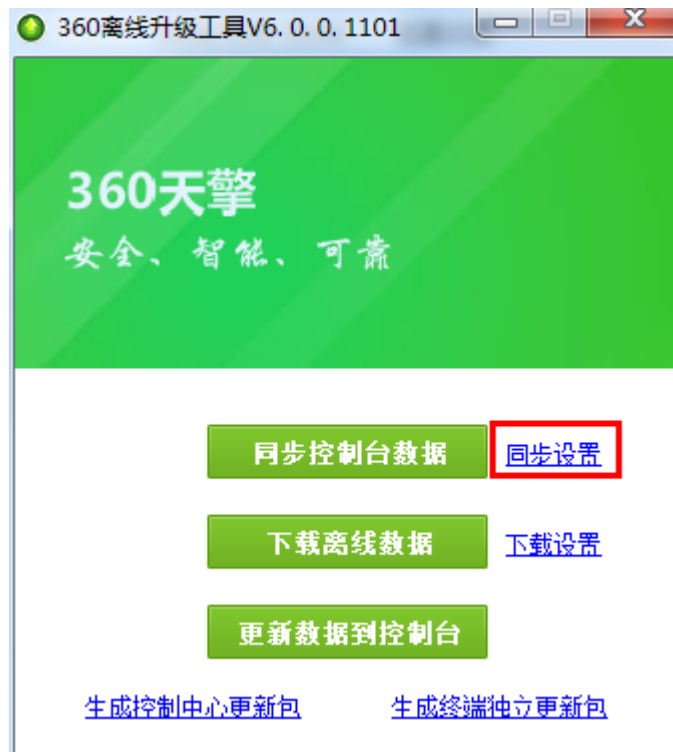 360离线升级工具V6.0.0.1101
360天擎
安全、智能、可靠
同步控制台数据 同步设置
下载离线数据 下载设置
更新数据到控制台
生成控制中心更新包 生成终端独立更新包